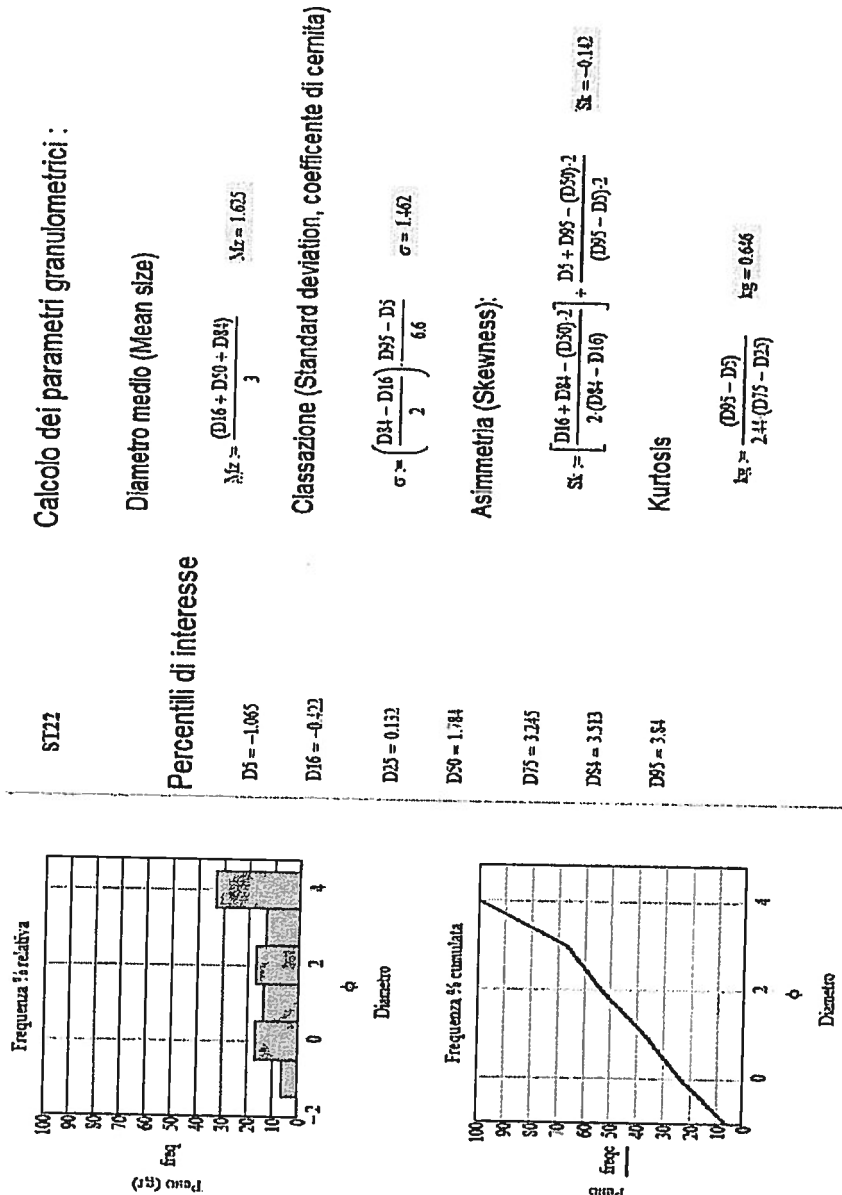 ST22
Percentili di interesse
D5 = -1.065
D16 = -0.422
D25 = 0.132
D50 = 1.784
D75 = 3.245
D84 = 3.513
D95 = 3.84
Calcolo dei parametri granulometrici :
Diametro medio (Mean size)
Mz := (D16 + D50 + D84) / 3 Mz = 1.625
Classazione (Standard deviation, coefficente di cernita)
σ := ((D84 - D16) / 2) · (D95 - D5) / 6.6 σ = 1.462
Asimmetria (Skewness):
Sk := [(D16 + D84 - (D50)·2) / (2·(D84 - D16))] + (D5 + D95 - (D50)·2) / ((D95 - D5)·2) Sk = -0.142
Kurtosis
kg := (D95 - D5) / (2.44·(D75 - D25)) kg = 0.646
Frequenza % relativa
100
90
80
70
60
50
40
30
20
10
0
freq
Peso (gr)
-2 0 2 4
ϕ
Diametro
Frequenza % cumulata
100
90
80
70
60
50
40
30
20
10
0
freqc
0 2 4
ϕ
Diametro